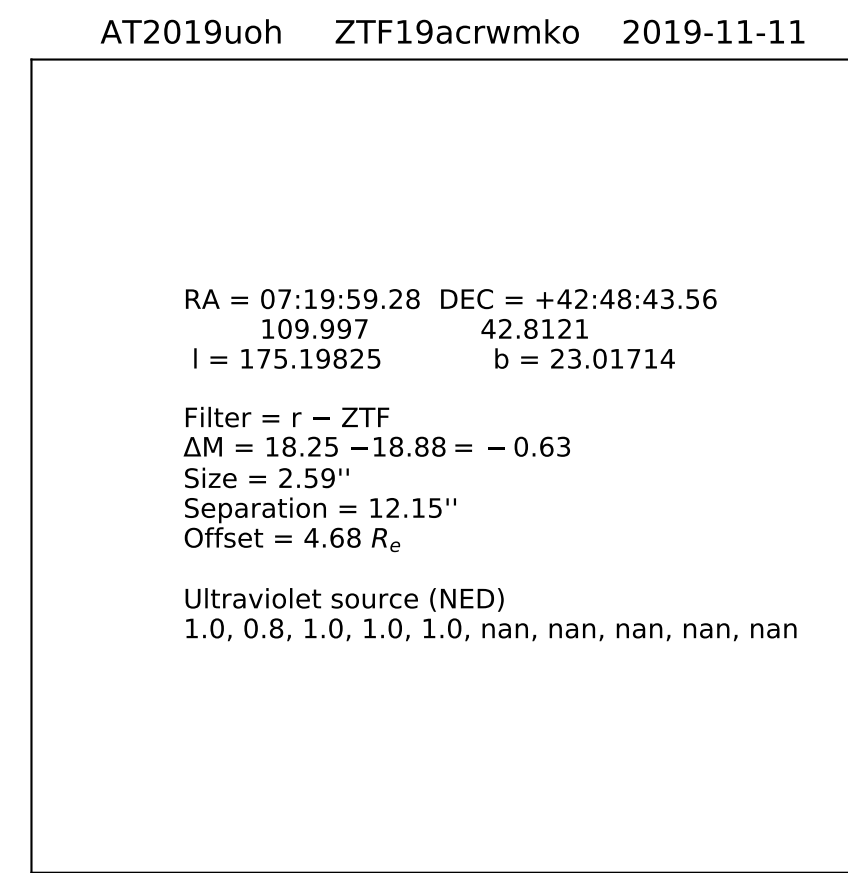 AT2019uoh ZTF19acrwmko 2019-11-11
RA = 07:19:59.28 DEC = +42:48:43.56
109.997 42.8121
l = 175.19825 b = 23.01714
Filter = r − ZTF
ΔM = 18.25 −18.88 = − 0.63
Size = 2.59''
Separation = 12.15''
Offset = 4.68 Rₑ
Ultraviolet source (NED)
1.0, 0.8, 1.0, 1.0, 1.0, nan, nan, nan, nan, nan